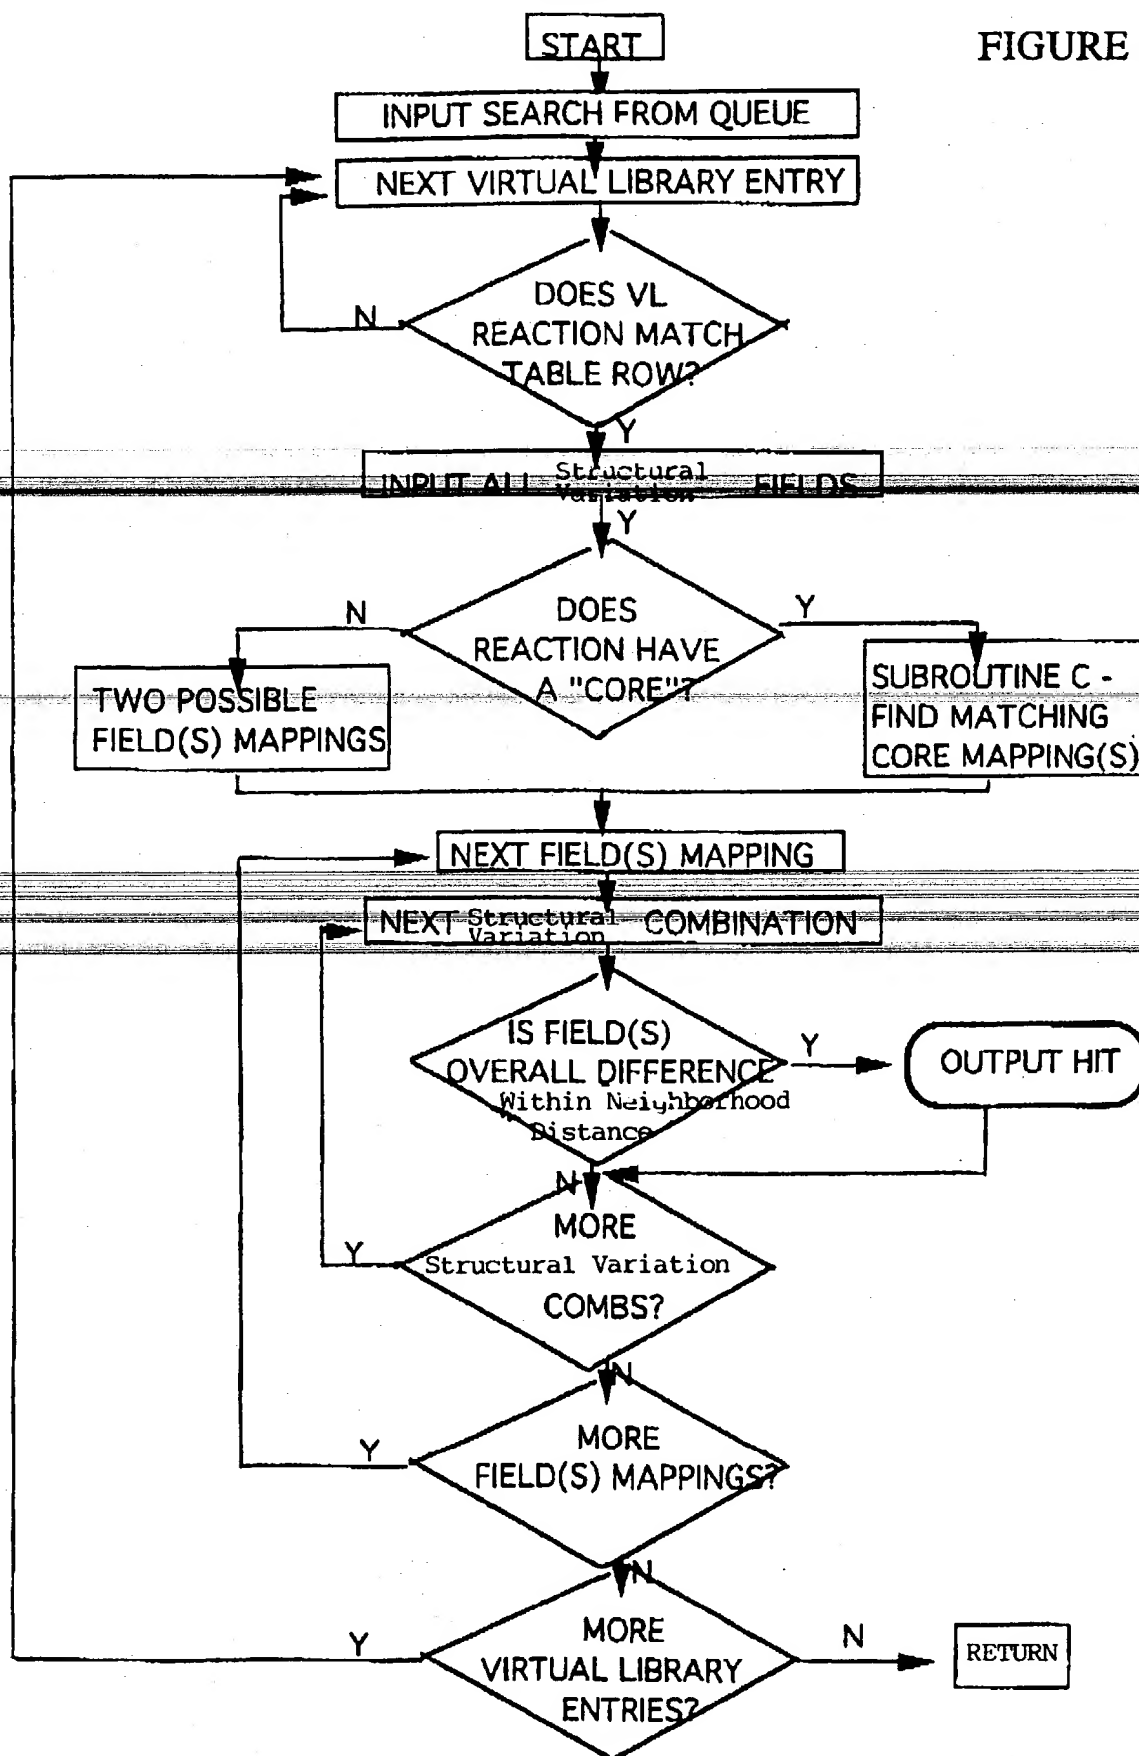 START
FIGURE
INPUT SEARCH FROM QUEUE
NEXT VIRTUAL LIBRARY ENTRY
DOES VL
N
REACTION MATCH
TABLE ROW?
Y
INPUT ALL Structural Variation FIELDS
Y
N
DOES
Y
REACTION HAVE
A "CORE"?
TWO POSSIBLE
FIELD(S) MAPPINGS
SUBROUTINE C -
FIND MATCHING
CORE MAPPING(S)
NEXT FIELD(S) MAPPING
NEXT Structural Variation COMBINATION
IS FIELD(S)
OVERALL DIFFERENCE
Within Neighborhood
Distance
Y
OUTPUT HIT
N
MORE
Y
Structural Variation
COMBS?
N
MORE
Y
FIELD(S) MAPPINGS?
N
MORE
Y
VIRTUAL LIBRARY
ENTRIES?
N
RETURN